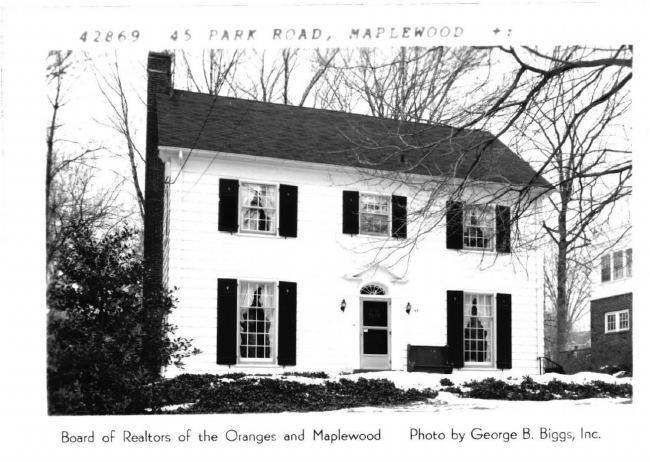 42869 45 PARK ROAD, MAPLEWOOD +:
Board of Realtors of the Oranges and Maplewood Photo by George B. Biggs, Inc.